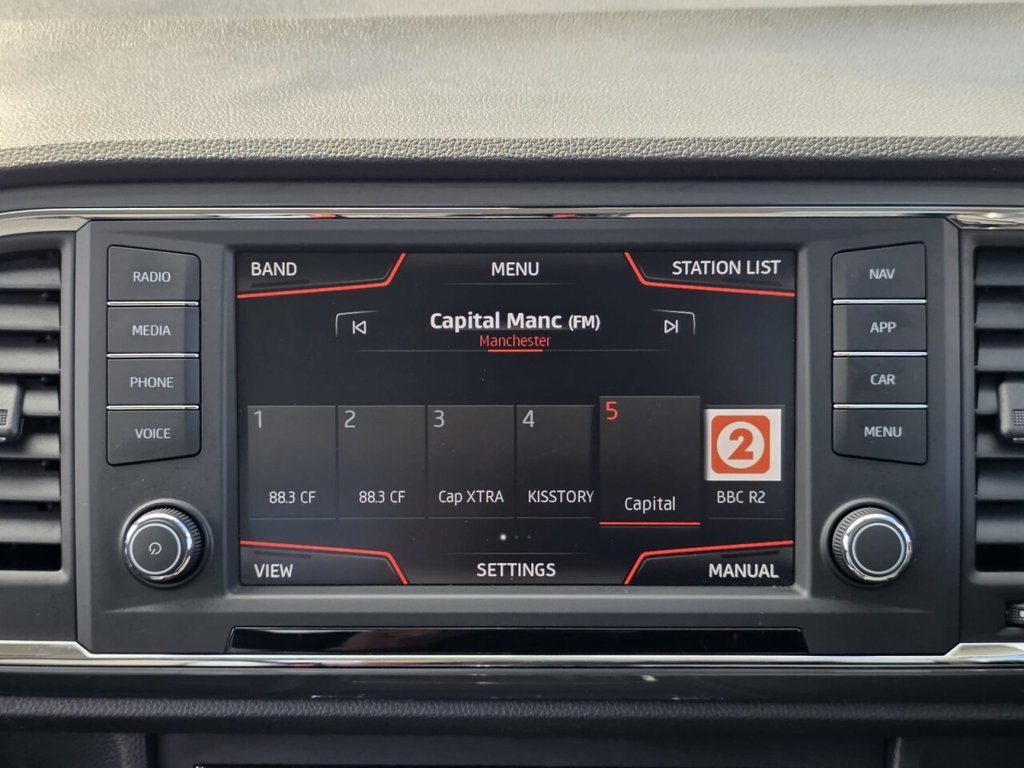 RADIO
MEDIA
PHONE
VOICE
BAND
MENU
STATION LIST
Capital Manc (FM)
Manchester
1
2
3
4
5
2
88.3 CF
88.3 CF
Cap XTRA
KISSTORY
Capital
BBC R2
VIEW
SETTINGS
MANUAL
NAV
APP
CAR
MENU